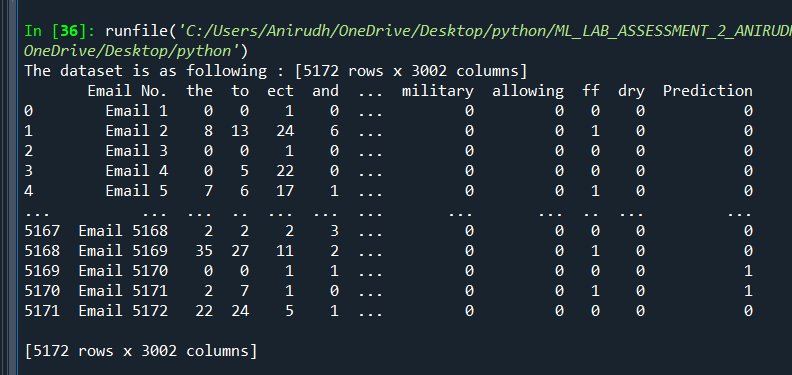 In [36]: runfile('C:/Users/Anirudh/OneDrive/Desktop/python/ML_LAB_ASSESSMENT_2_ANIRUDH
OneDrive/Desktop/python')
The dataset is as following : [5172 rows x 3002 columns]
Email No. the to ect and ... military allowing ff dry Prediction
0 Email 1 0 0 1 0 ... 0 0 0 0 0
1 Email 2 8 13 24 6 ... 0 0 1 0 0
2 Email 3 0 0 1 0 ... 0 0 0 0 0
3 Email 4 0 5 22 0 ... 0 0 0 0 0
4 Email 5 7 6 17 1 ... 0 0 1 0 0
... ... ... .. ... ... ... ... ... .. ... ...
5167 Email 5168 2 2 2 3 ... 0 0 0 0 0
5168 Email 5169 35 27 11 2 ... 0 0 1 0 0
5169 Email 5170 0 0 1 1 ... 0 0 0 0 1
5170 Email 5171 2 7 1 0 ... 0 0 1 0 1
5171 Email 5172 22 24 5 1 ... 0 0 0 0 0
[5172 rows x 3002 columns]